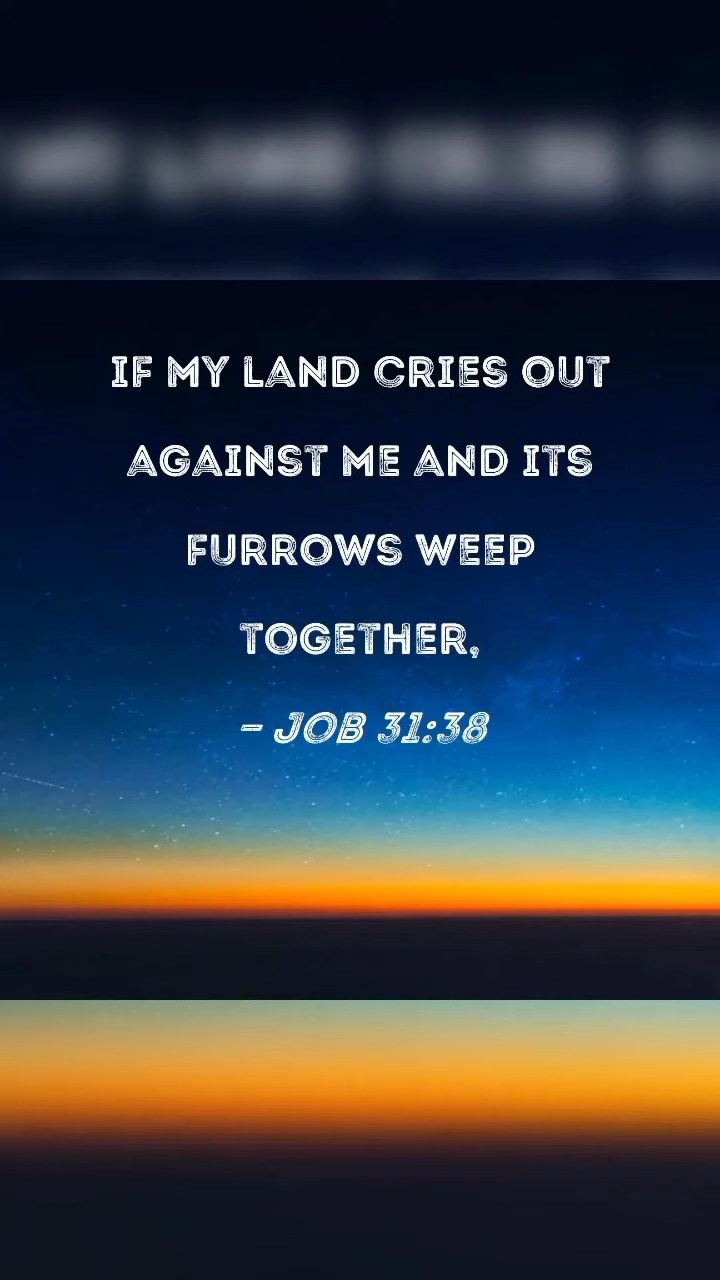 IF MY LAND CRIES OUT
AGAINST ME AND ITS
FURROWS WEEP
TOGETHER,
- JOB 31:38